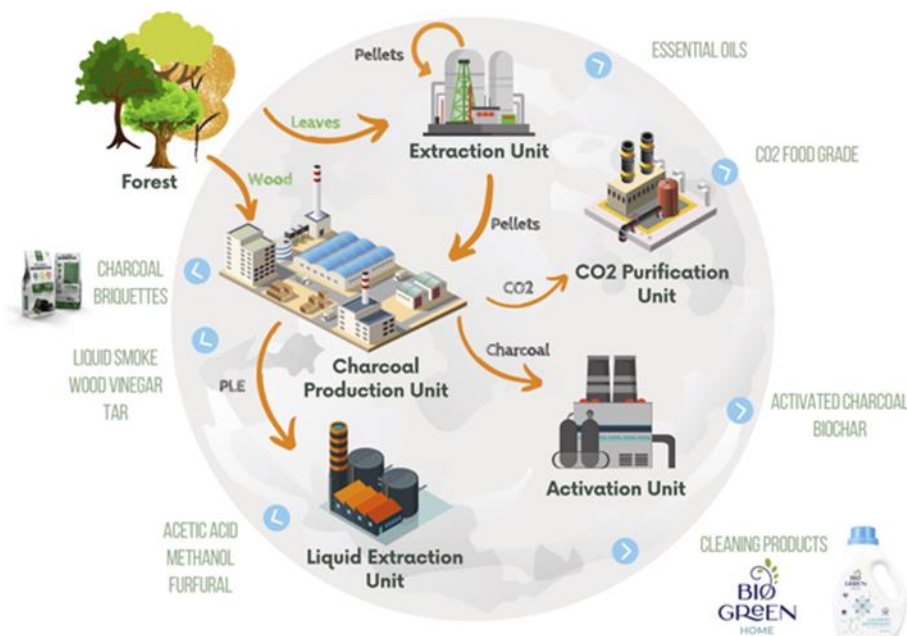 Pellets
ESSENTIAL OILS
Leaves
Extraction Unit
CO2 FOOD GRADE
Forest
Wood
Pellets
CO2 Purification
Unit
CO2
CHARCOAL
BRIQUETTES
Charcoal
LIQUID SMOKE
WOOD VINEGAR
TAR
PLE
Charcoal
Production Unit
ACTIVATED CHARCOAL
BIOCHAR
Activation Unit
ACETIC ACID
METHANOL
FURFURAL
Liquid Extraction
Unit
CLEANING PRODUCTS
BIO
GREEN
HOME
BIO
GREEN